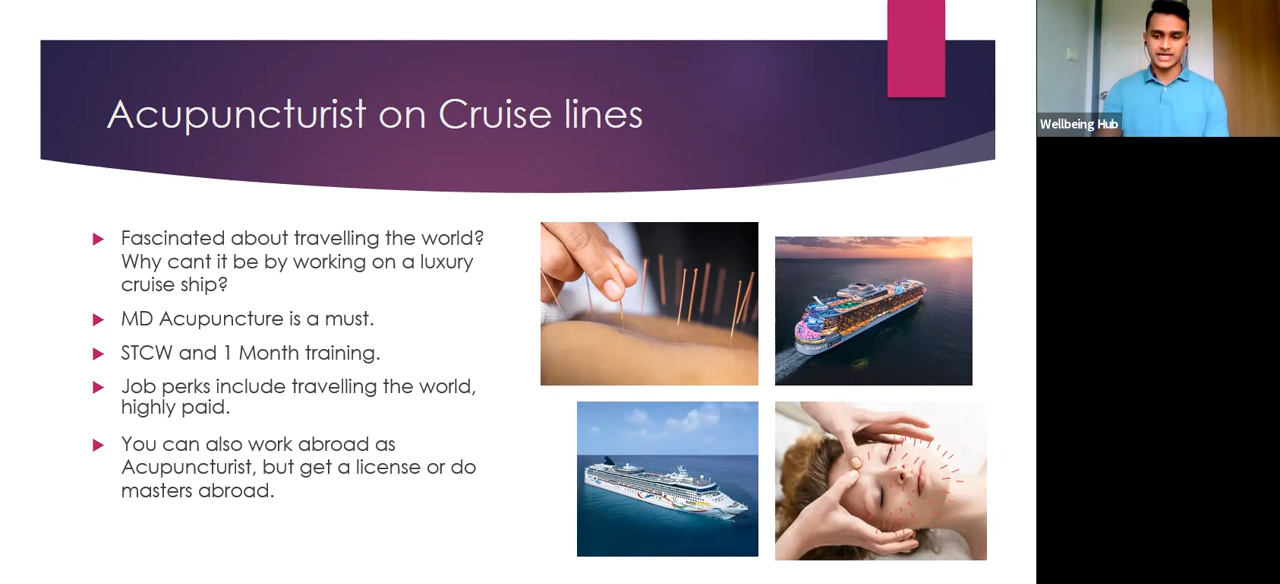 Acupuncturist on Cruise lines
Fascinated about travelling the world?
Why cant it be by working on a luxury
cruise ship?
MD Acupuncture is a must.
STCW and 1 Month training.
Job perks include travelling the world,
highly paid.
You can also work abroad as
Acupuncturist, but get a license or do
masters abroad.
Wellbeing Hub